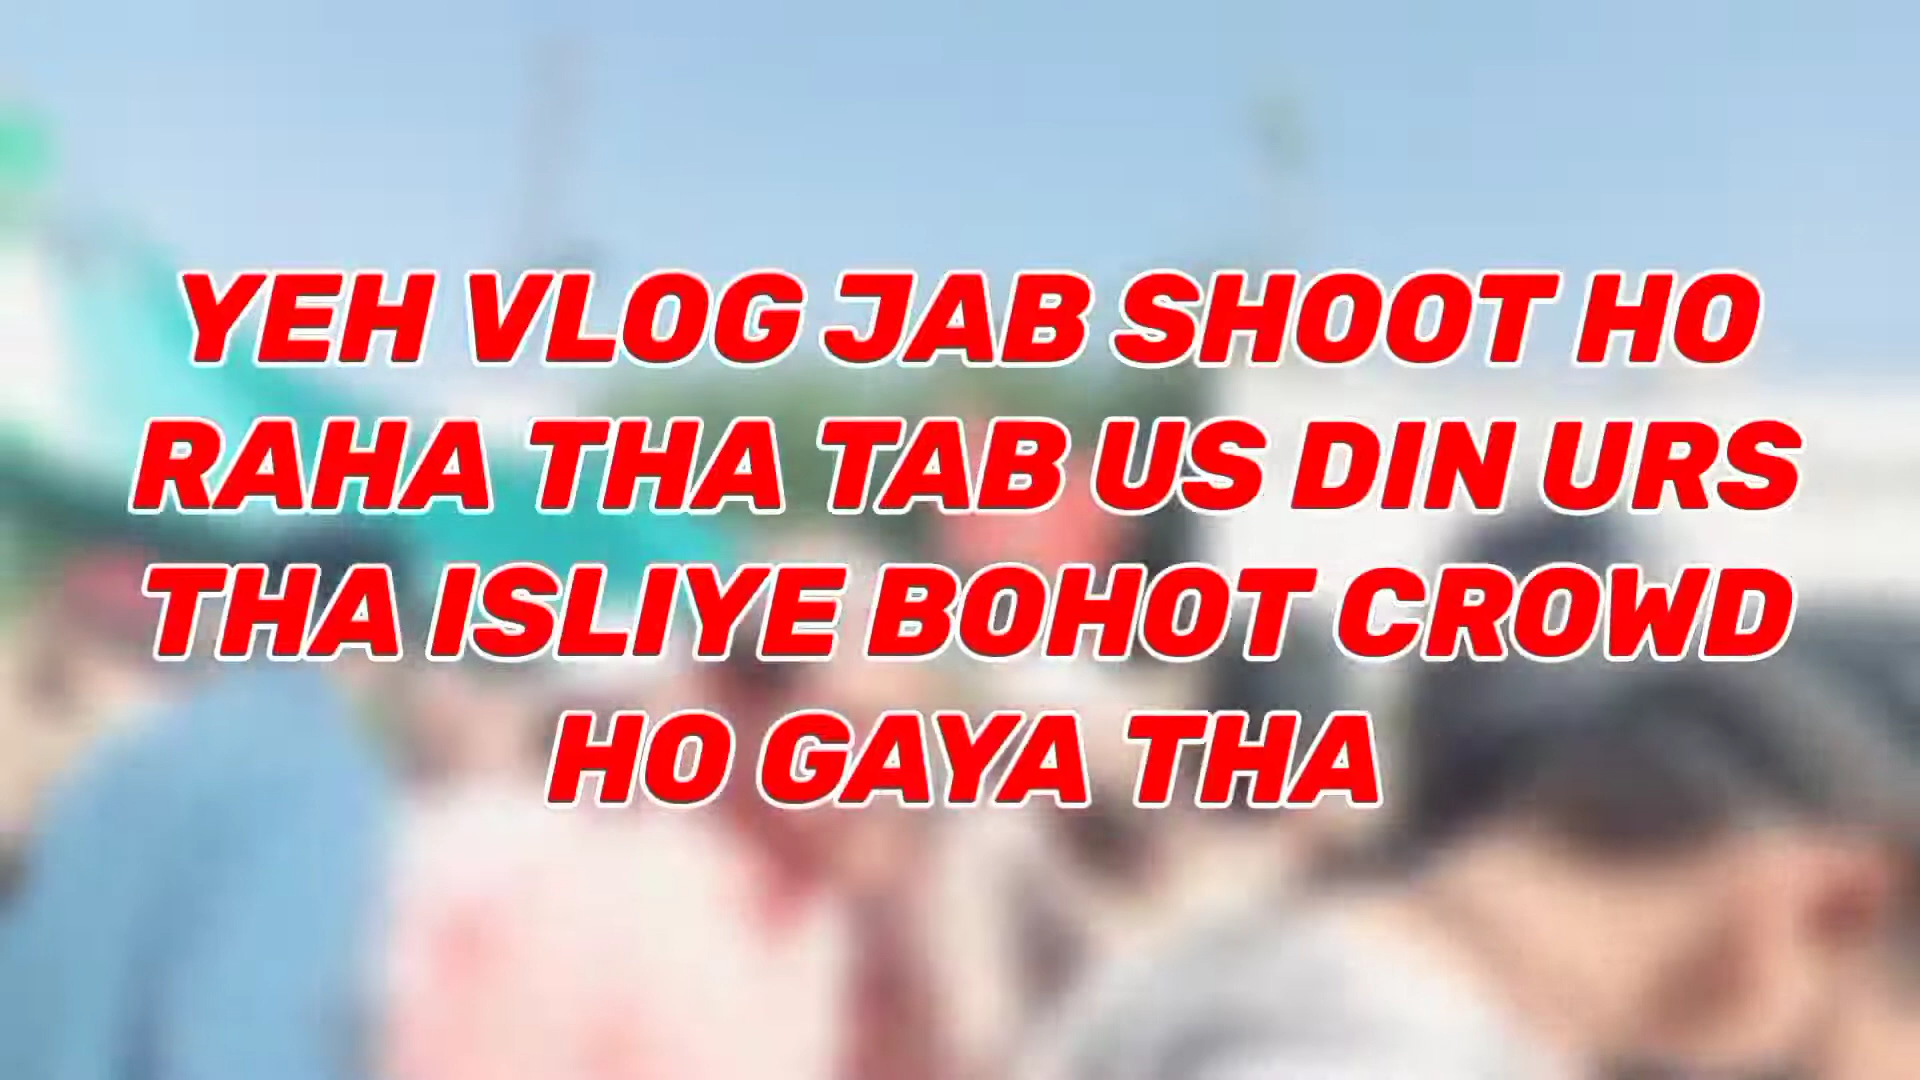 YEH VLOG JAB SHOOT HO
RAHA THA TAB US DIN URS
THA ISLIYE BOHOT CROWD
HO GAYA THA